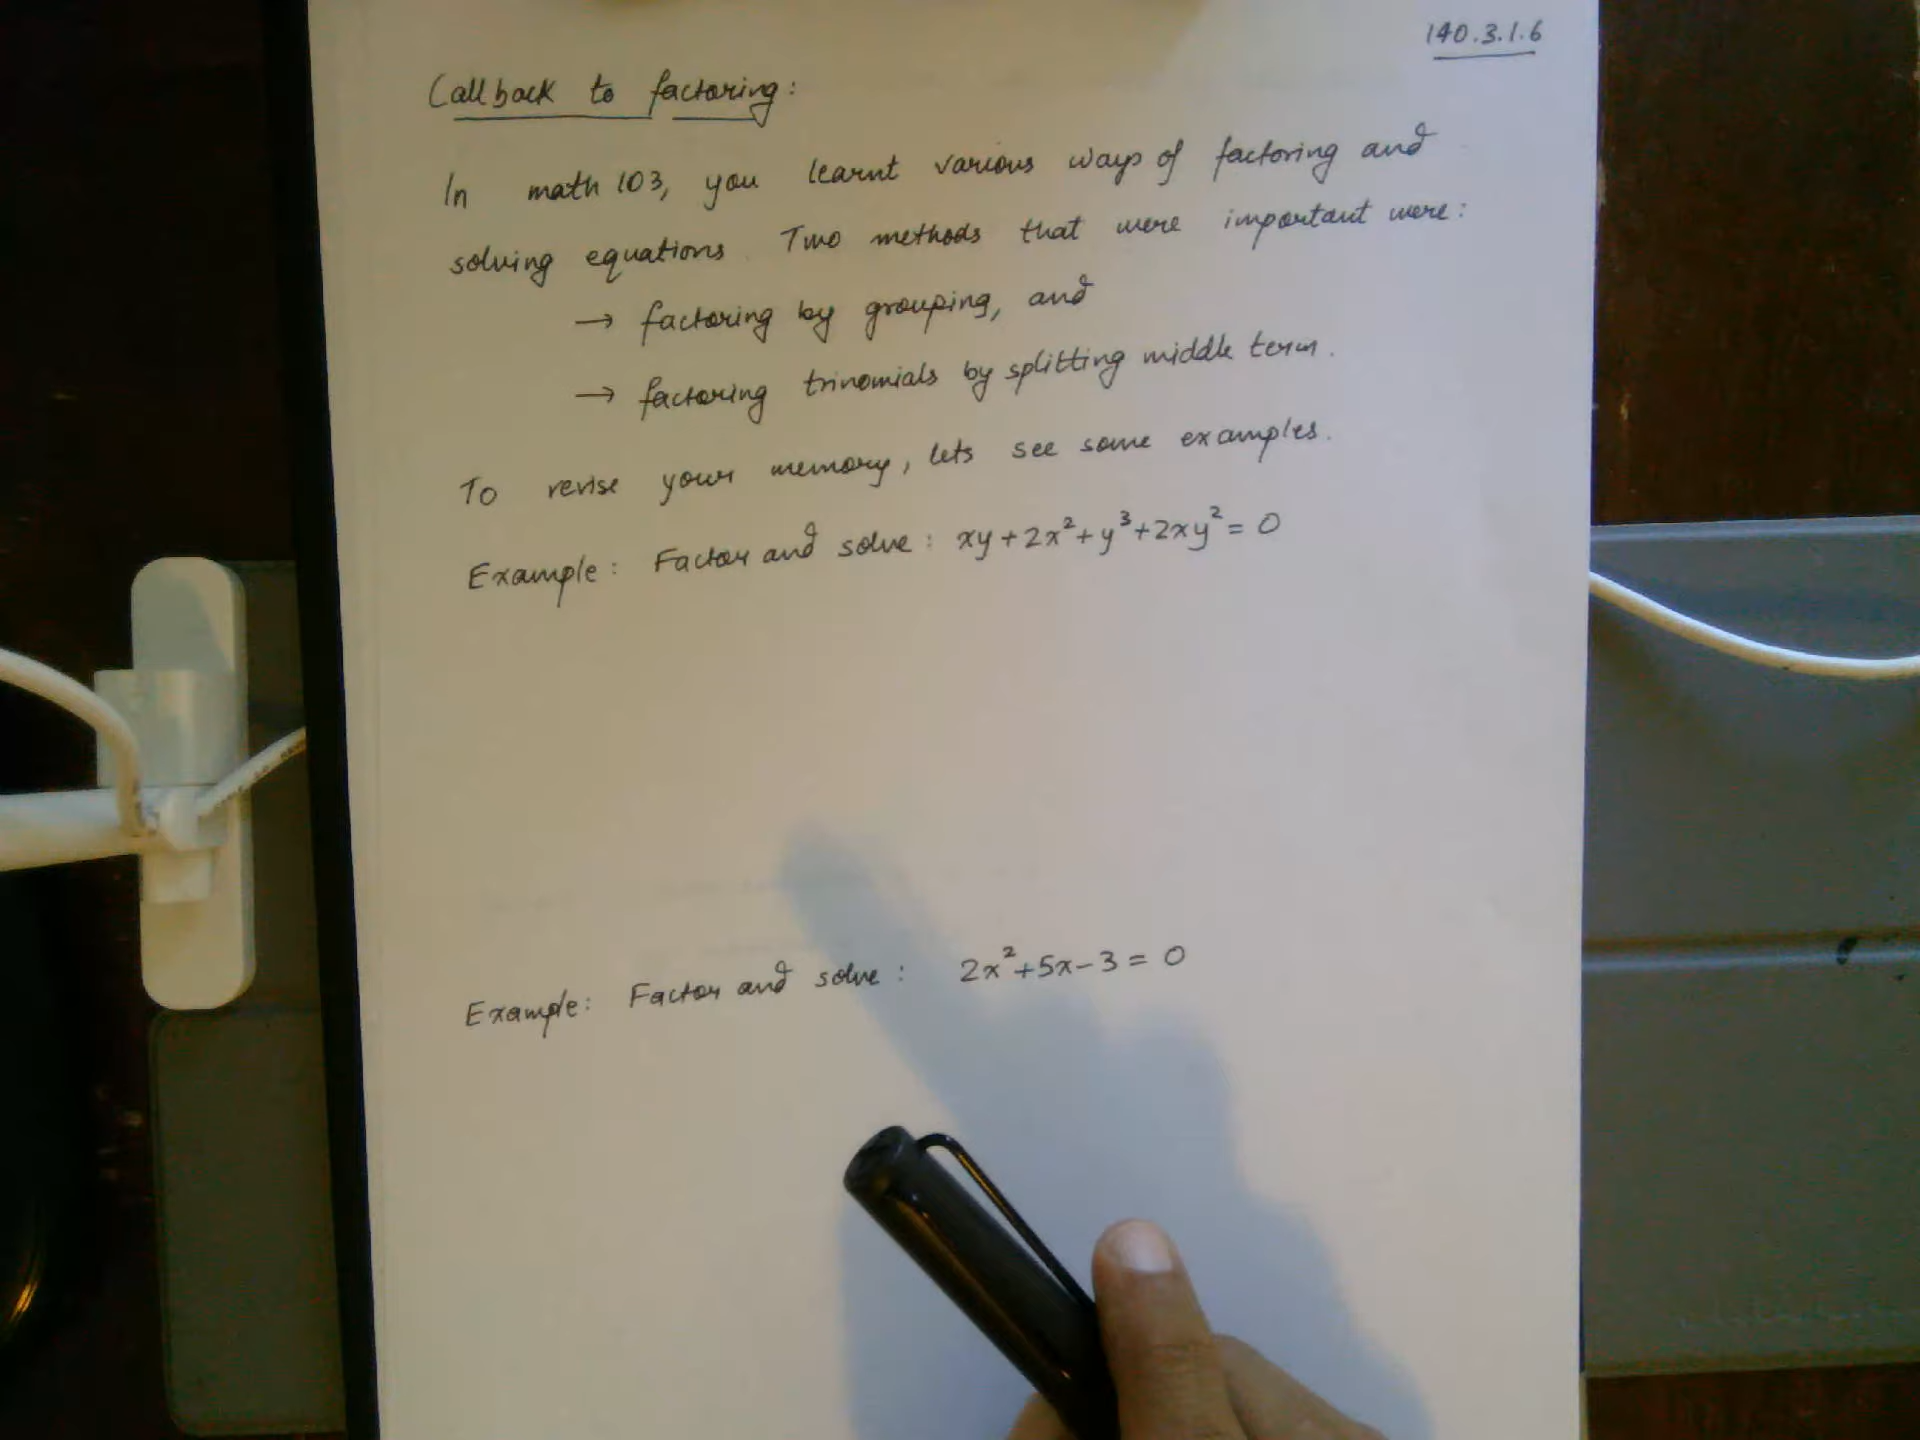 140.3.1.6
Callback to factoring:
In math 103, you learnt various ways of factoring and
solving equations. Two methods that were important were:
→ factoring by grouping, and
→ factoring trinomials by splitting middle term.
To revise your memory, lets see some examples.
Example: Factor and solve: xy+2x²+y³+2xy²=0
Example: Factor and solve: 2x²+5x-3=0